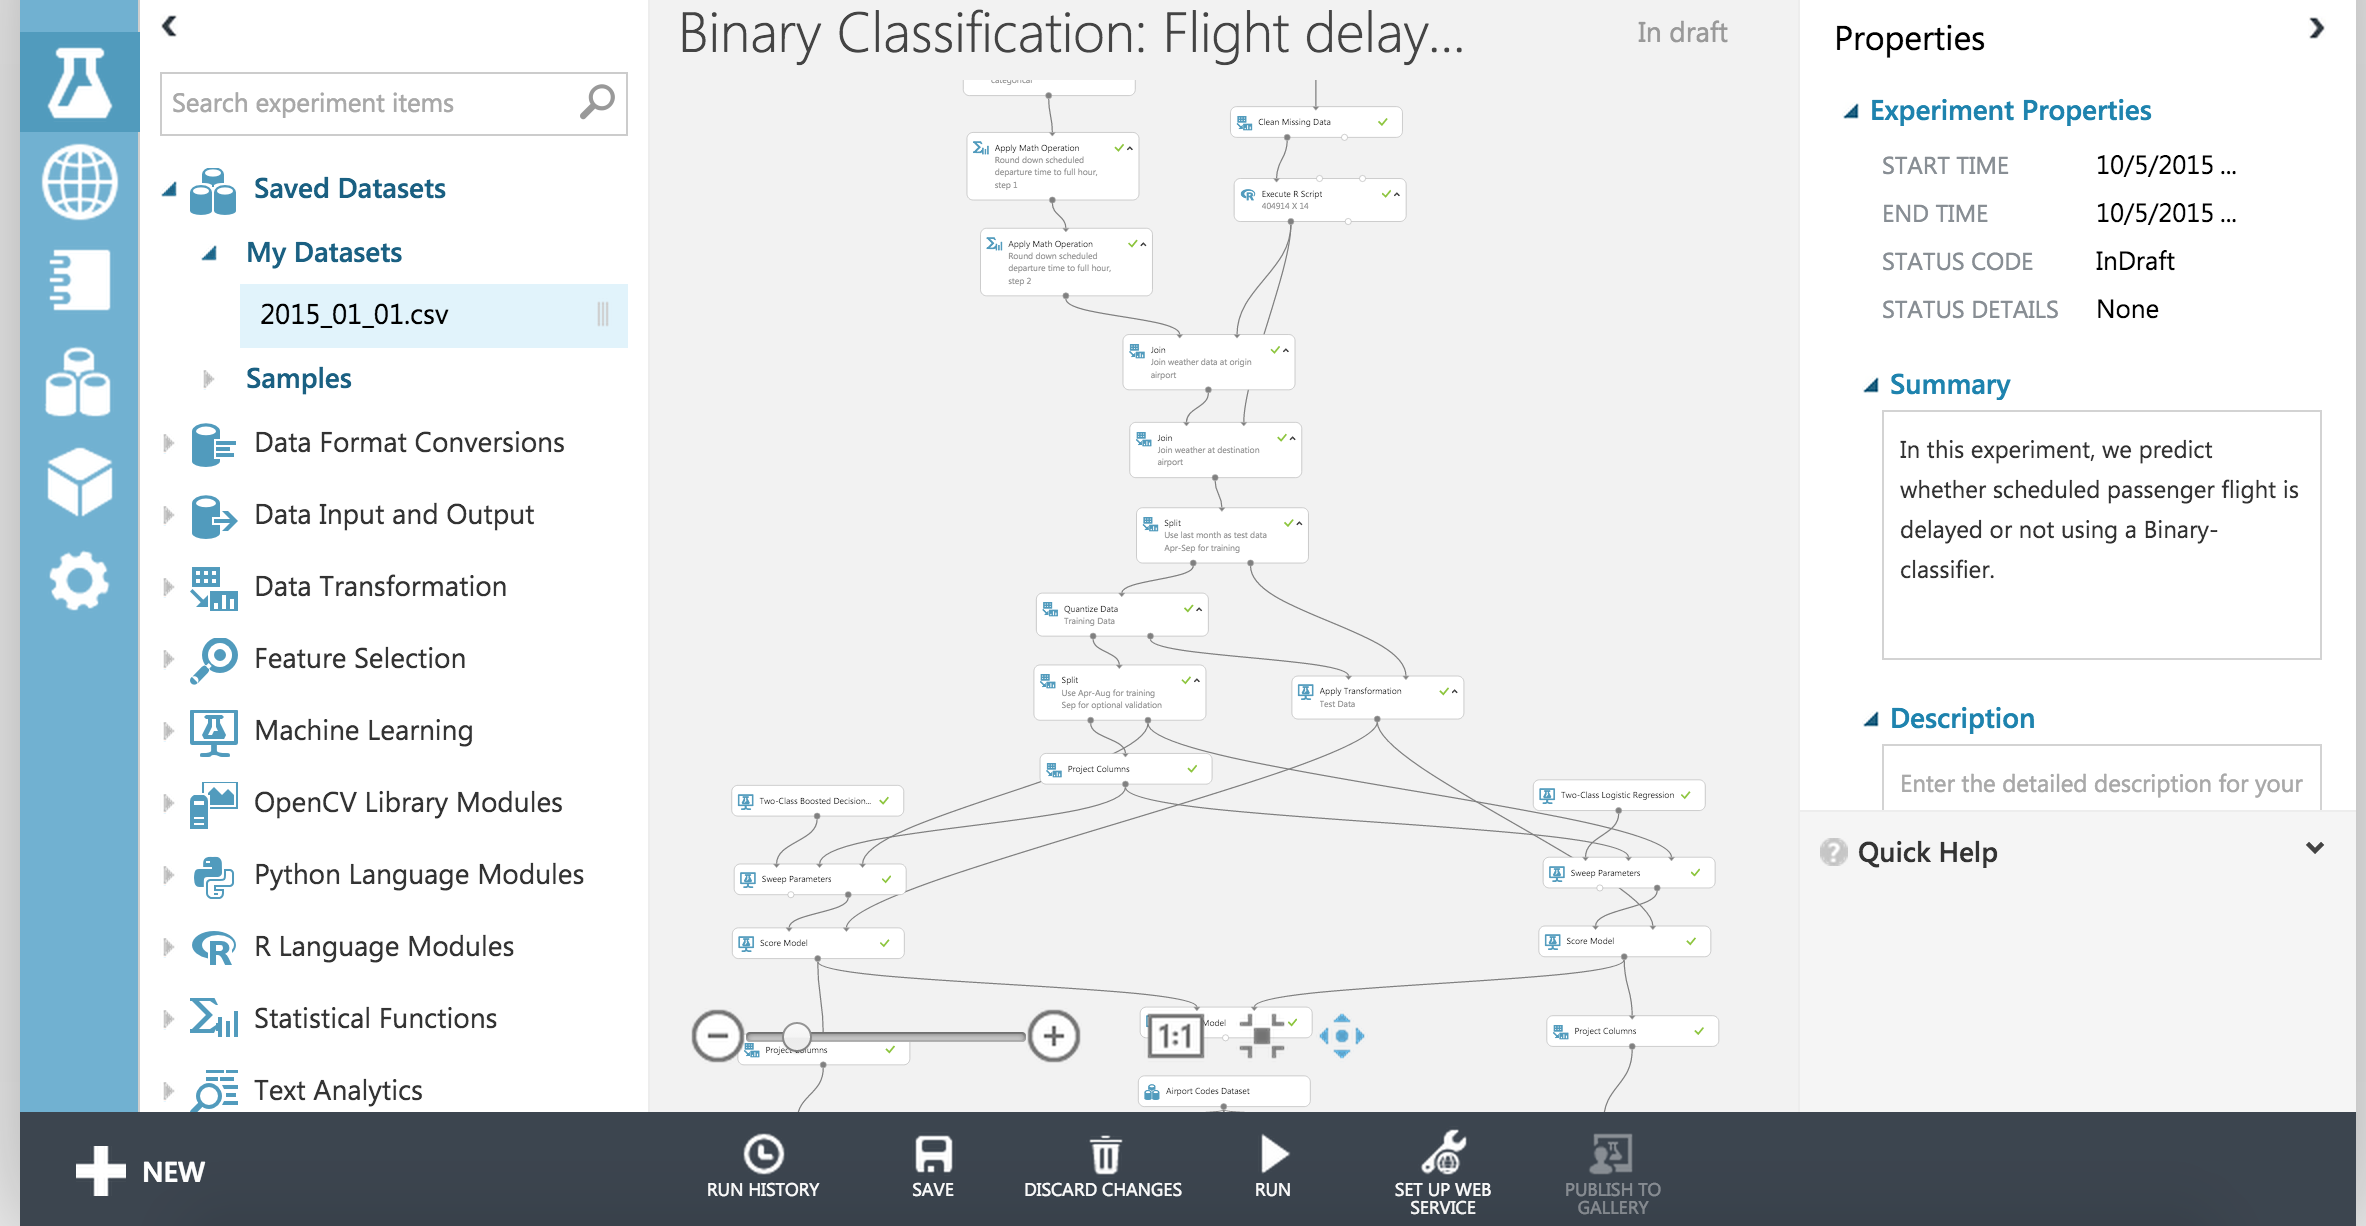 Search experiment items
Saved Datasets
My Datasets
2015_01_01.csv
Samples
Data Format Conversions
Data Input and Output
Data Transformation
Feature Selection
Machine Learning
OpenCV Library Modules
Python Language Modules
R Language Modules
Statistical Functions
Text Analytics
Binary Classification: Flight delay...
In draft
categorical
Clean Missing Data
Apply Math Operation
Round down scheduled
departure time to full hour,
step 1
Execute R Script
404914 X 14
Apply Math Operation
Round down scheduled
departure time to full hour,
step 2
Join
Join weather data at origin
airport
Join
Join weather at destination
airport
Split
Use last month as test data
Apr-Sep for training
Quantize Data
Training Data
Split
Use Apr-Aug for training
Sep for optional validation
Apply Transformation
Test Data
Project Columns
Two-Class Boosted Decision...
Two-Class Logistic Regression
Sweep Parameters
Sweep Parameters
Score Model
Score Model
Model
1:1
Project Columns
Project Columns
Airport Codes Dataset
Properties
Experiment Properties
START TIME 10/5/2015 ...
END TIME 10/5/2015 ...
STATUS CODE InDraft
STATUS DETAILS None
Summary
In this experiment, we predict
whether scheduled passenger flight is
delayed or not using a Binary-
classifier.
Description
Enter the detailed description for your
? Quick Help
NEW
RUN HISTORY
SAVE
DISCARD CHANGES
RUN
SET UP WEB
SERVICE
PUBLISH TO
GALLERY